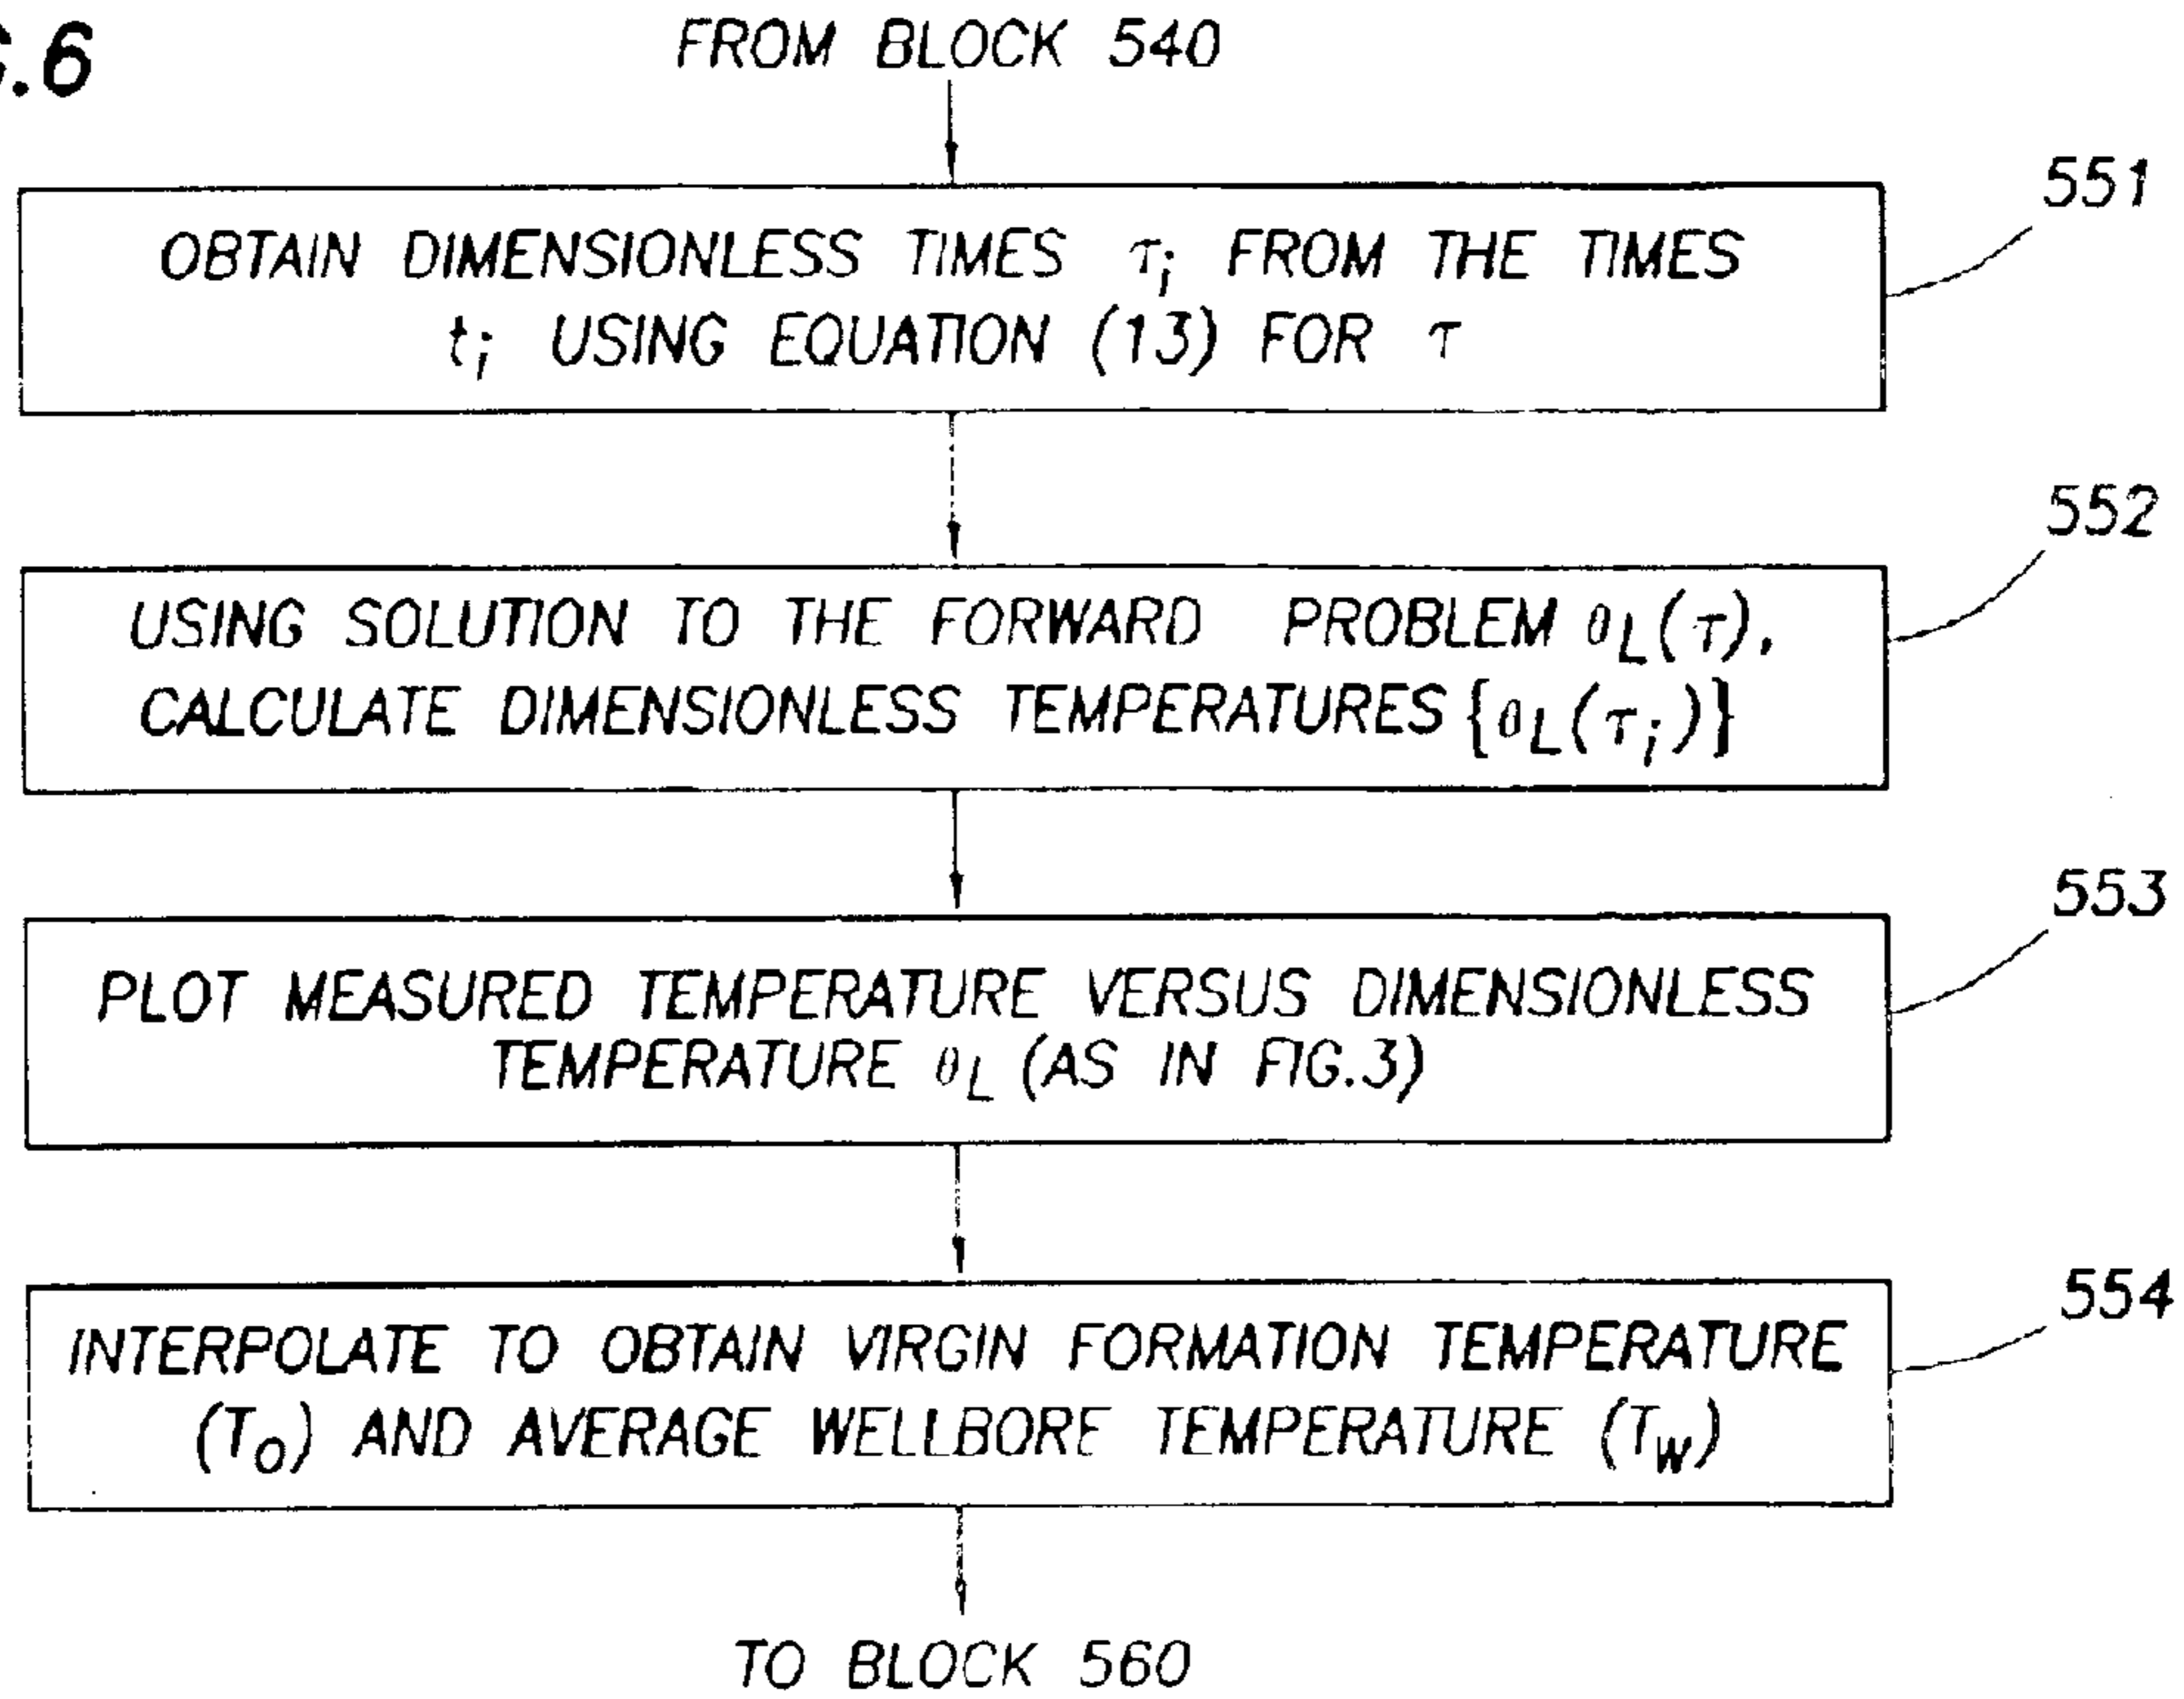 .6
FROM BLOCK 540
551
OBTAIN DIMENSIONLESS TIMES τi FROM THE TIMES
ti USING EQUATION (13) FOR τ
552
USING SOLUTION TO THE FORWARD PROBLEM θL(τ),
CALCULATE DIMENSIONLESS TEMPERATURES {θL(τi)}
553
PLOT MEASURED TEMPERATURE VERSUS DIMENSIONLESS
TEMPERATURE θL (AS IN FIG.3)
554
INTERPOLATE TO OBTAIN VIRGIN FORMATION TEMPERATURE
(TO) AND AVERAGE WELLBORE TEMPERATURE (TW)
TO BLOCK 560